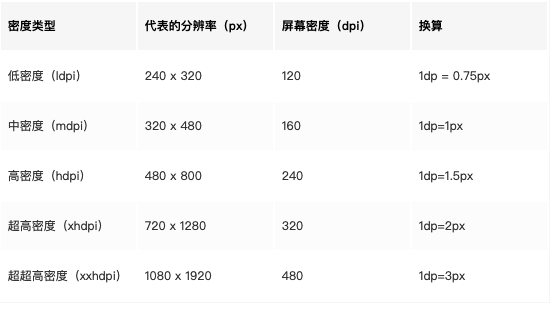 密度类型 代表的分辨率（px） 屏幕密度（dpi） 换算
低密度（ldpi） 240 x 320 120 1dp = 0.75px
中密度（mdpi） 320 x 480 160 1dp=1px
高密度（hdpi） 480 x 800 240 1dp=1.5px
超高密度（xhdpi） 720 x 1280 320 1dp=2px
超超高密度（xxhdpi） 1080 x 1920 480 1dp=3px